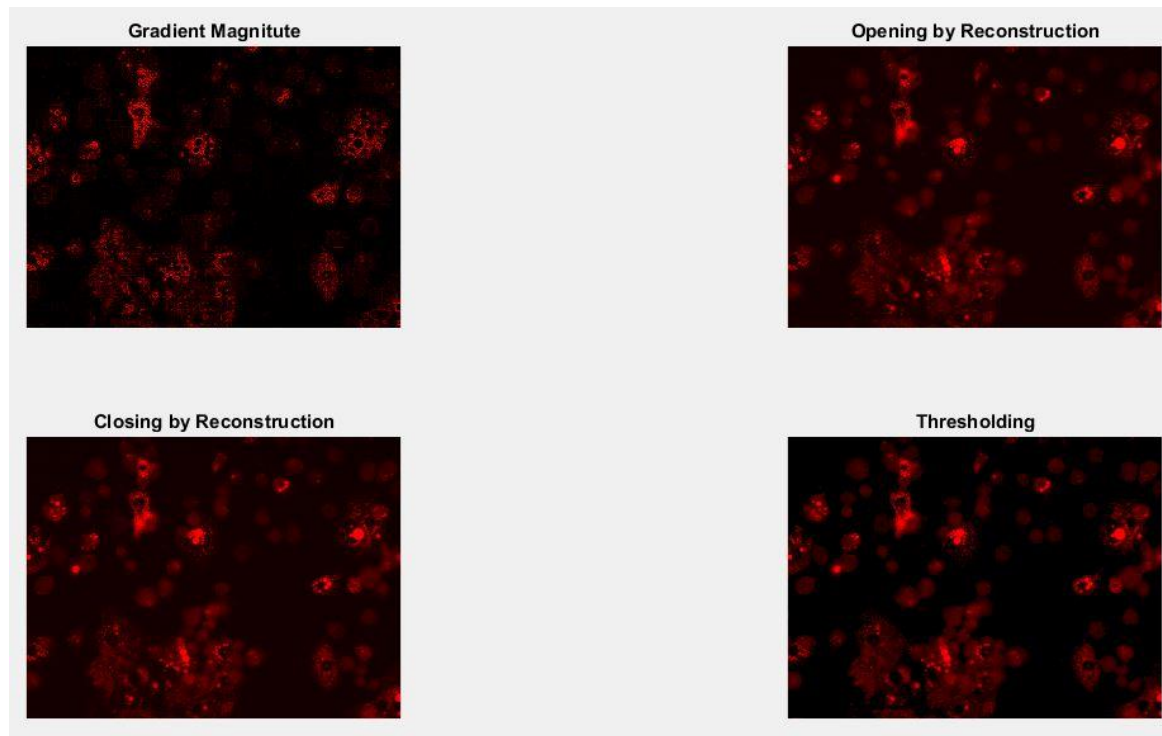 Gradient Magnitute
Opening by Reconstruction
Closing by Reconstruction
Thresholding